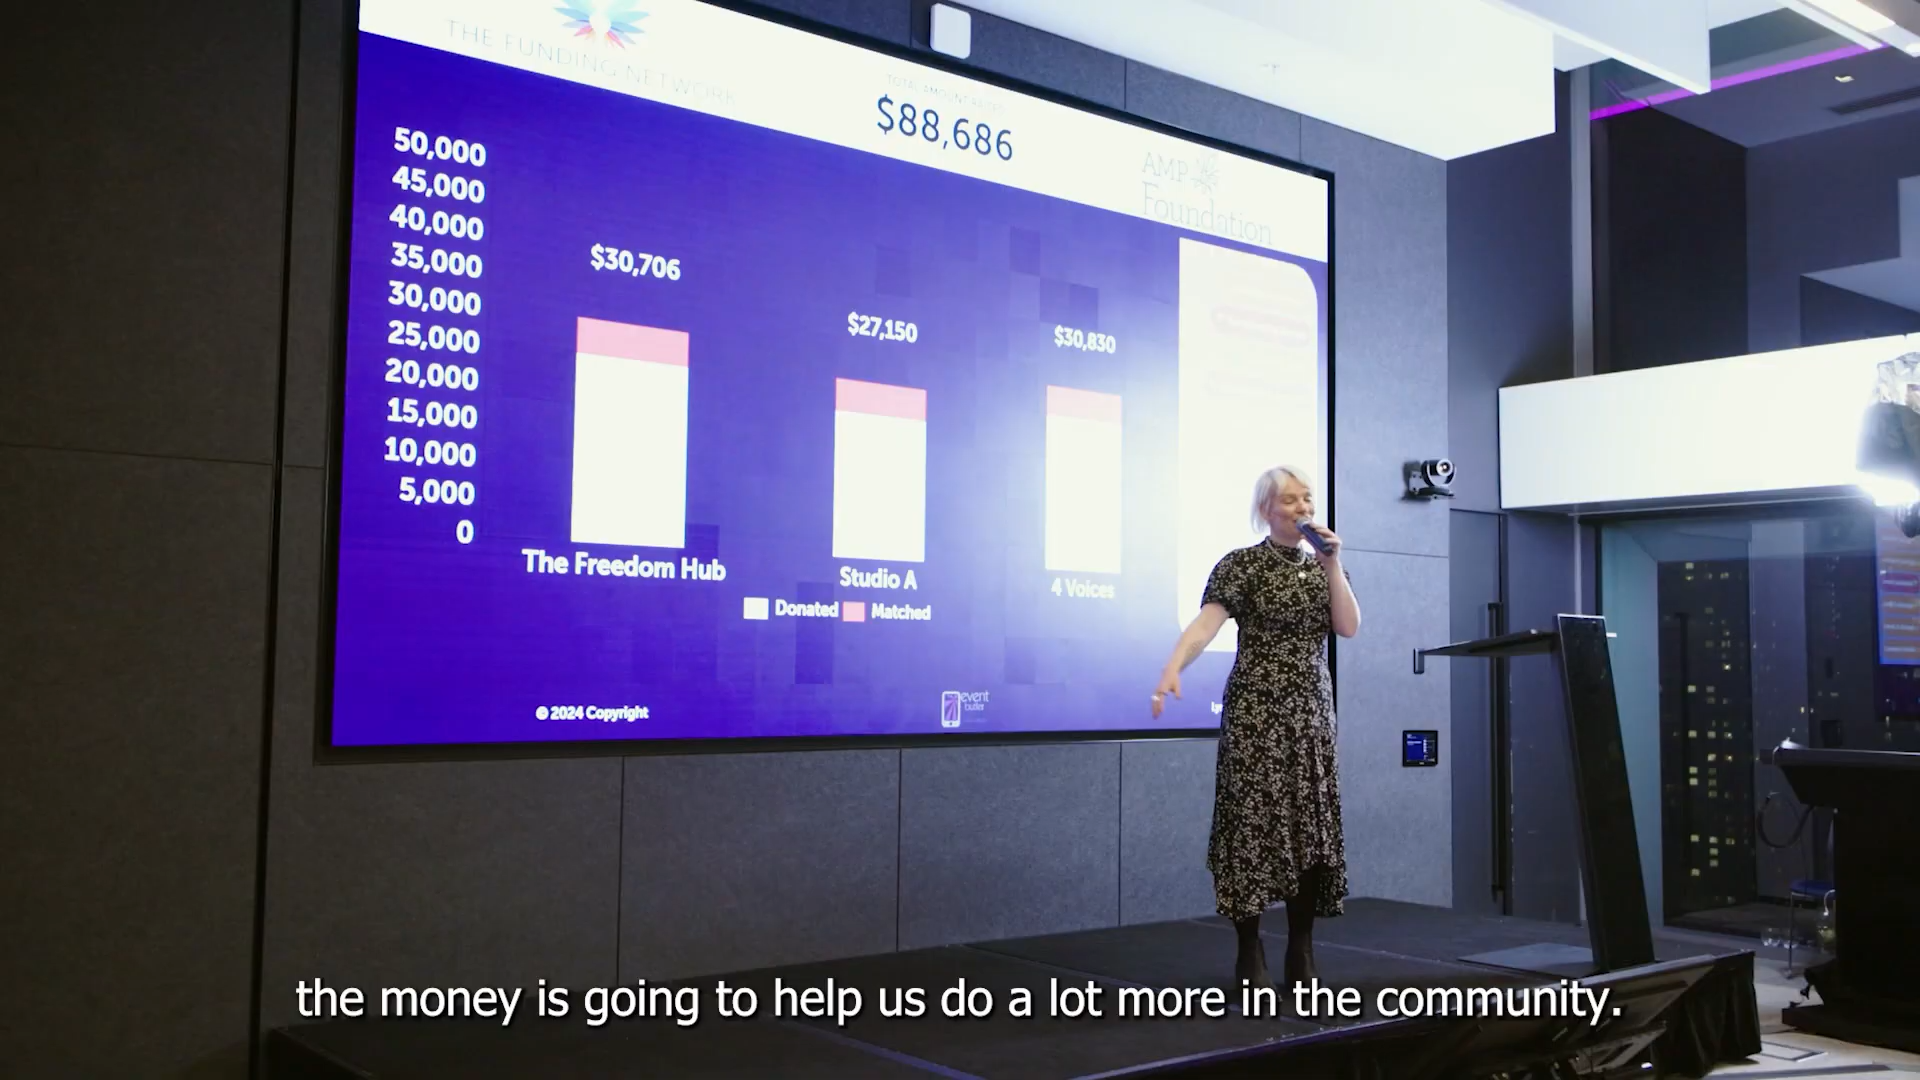 THE FUNDING NETWORK
TOTAL AMOUNT RAISED
$88,686
AMP
Foundation
50,000
45,000
40,000
35,000
30,000
25,000
20,000
15,000
10,000
5,000
0
$30,706
$27,150
$30,830
The Freedom Hub
Studio A
4 Voices
Donated
Matched
© 2024 Copyright
event
butler
the money is going to help us do a lot more in the community.